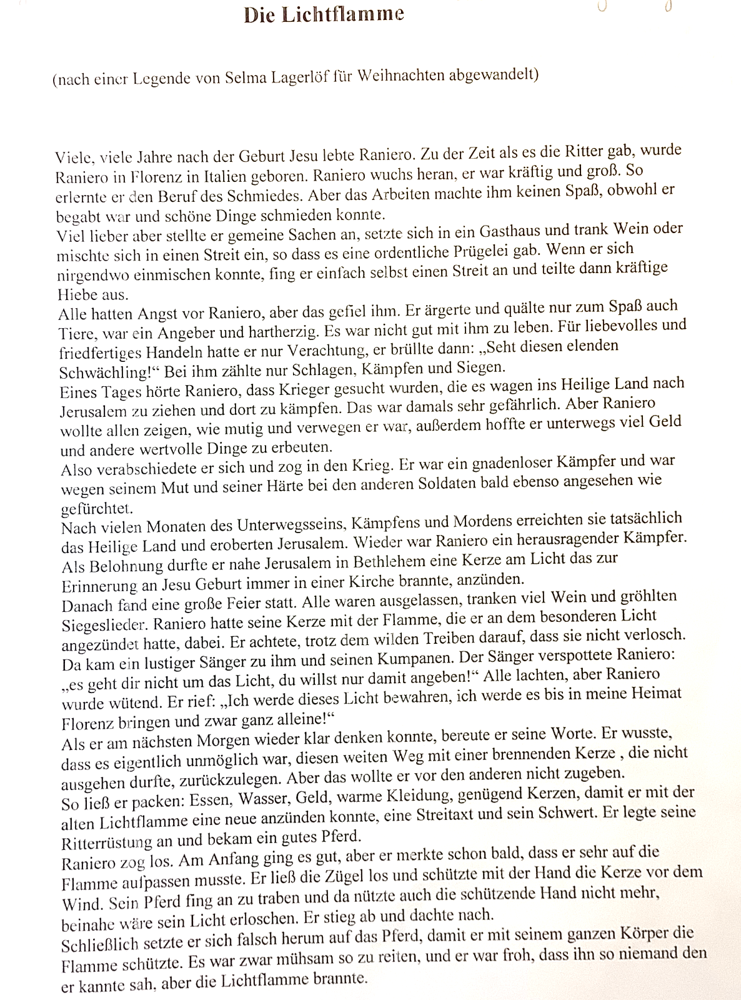 Die Lichtflamme
(nach einer Legende von Selma Lagerlöf für Weihnachten abgewandelt)
Viele, viele Jahre nach der Geburt Jesu lebte Raniero. Zu der Zeit als es die Ritter gab, wurde
Raniero in Florenz in Italien geboren. Raniero wuchs heran, er war kräftig und groß. So
erlernte er den Beruf des Schmiedes. Aber das Arbeiten machte ihm keinen Spaß, obwohl er
begabt war und schöne Dinge schmieden konnte.
Viel lieber aber stellte er gemeine Sachen an, setzte sich in ein Gasthaus und trank Wein oder
mischte sich in einen Streit ein, so dass es eine ordentliche Prügelei gab. Wenn er sich
nirgendwo einmischen konnte, fing er einfach selbst einen Streit an und teilte dann kräftige
Hiebe aus.
Alle hatten Angst vor Raniero, aber das gefiel ihm. Er ärgerte und quälte nur zum Spaß auch
Tiere, war ein Angeber und hartherzig. Es war nicht gut mit ihm zu leben. Für liebevolles und
friedfertiges Handeln hatte er nur Verachtung, er brüllte dann: „Seht diesen elenden
Schwächling!“ Bei ihm zählte nur Schlagen, Kämpfen und Siegen.
Eines Tages hörte Raniero, dass Krieger gesucht wurden, die es wagen ins Heilige Land nach
Jerusalem zu ziehen und dort zu kämpfen. Das war damals sehr gefährlich. Aber Raniero
wollte allen zeigen, wie mutig und verwegen er war, außerdem hoffte er unterwegs viel Geld
und andere wertvolle Dinge zu erbeuten.
Also verabschiedete er sich und zog in den Krieg. Er war ein gnadenloser Kämpfer und war
wegen seinem Mut und seiner Härte bei den anderen Soldaten bald ebenso angesehen wie
gefürchtet.
Nach vielen Monaten des Unterwegsseins, Kämpfens und Mordens erreichten sie tatsächlich
das Heilige Land und eroberten Jerusalem. Wieder war Raniero ein herausragender Kämpfer.
Als Belohnung durfte er nahe Jerusalem in Bethlehem eine Kerze am Licht das zur
Erinnerung an Jesu Geburt immer in einer Kirche brannte, anzünden.
Danach fand eine große Feier statt. Alle waren ausgelassen, tranken viel Wein und gröhlten
Siegeslieder. Raniero hatte seine Kerze mit der Flamme, die er an dem besonderen Licht
angezündet hatte, dabei. Er achtete, trotz dem wilden Treiben darauf, dass sie nicht verlosch.
Da kam ein lustiger Sänger zu ihm und seinen Kumpanen. Der Sänger verspottete Raniero:
„es geht dir nicht um das Licht, du willst nur damit angeben!“ Alle lachten, aber Raniero
wurde wütend. Er rief: „Ich werde dieses Licht bewahren, ich werde es bis in meine Heimat
Florenz bringen und zwar ganz alleine!“
Als er am nächsten Morgen wieder klar denken konnte, bereute er seine Worte. Er wusste,
dass es eigentlich unmöglich war, diesen weiten Weg mit einer brennenden Kerze , die nicht
ausgehen durfte, zurückzulegen. Aber das wollte er vor den anderen nicht zugeben.
So ließ er packen: Essen, Wasser, Geld, warme Kleidung, genügend Kerzen, damit er mit der
alten Lichtflamme eine neue anzünden konnte, eine Streitaxt und sein Schwert. Er legte seine
Ritterrüstung an und bekam ein gutes Pferd.
Raniero zog los. Am Anfang ging es gut, aber er merkte schon bald, dass er sehr auf die
Flamme aufpassen musste. Er ließ die Zügel los und schützte mit der Hand die Kerze vor dem
Wind. Sein Pferd fing an zu traben und da nützte auch die schützende Hand nicht mehr,
beinahe wäre sein Licht erloschen. Er stieg ab und dachte nach.
Schließlich setzte er sich falsch herum auf das Pferd, damit er mit seinem ganzen Körper die
Flamme schützte. Es war zwar mühsam so zu reiten, und er war froh, dass ihn so niemand den
er kannte sah, aber die Lichtflamme brannte.